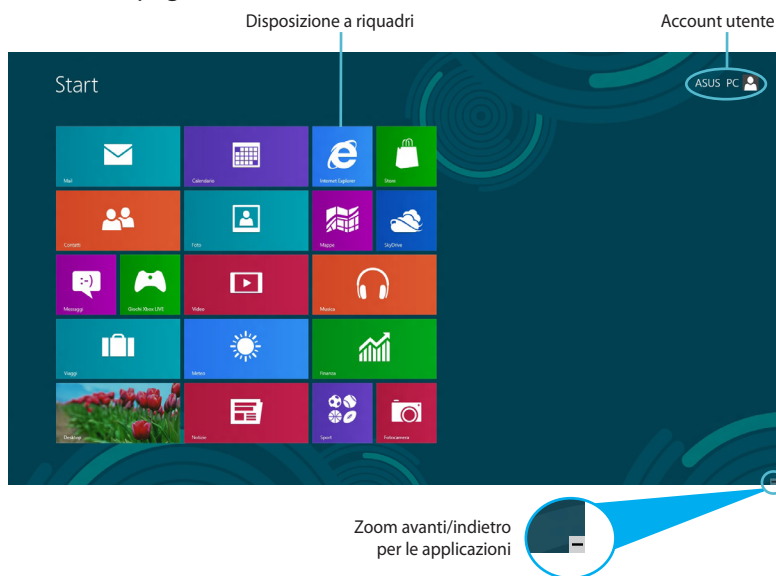 Disposizione a riquadri
Account utente
Start
ASUS PC
Mail
Calendario
Internet Explorer
Store
Contatti
Foto
Mappe
SkyDrive
Messaggi
Giochi Xbox LIVE
Video
Musica
Viaggi
Meteo
Finanza
Desktop
Notizie
Sport
Fotocamera
Zoom avanti/indietro
per le applicazioni